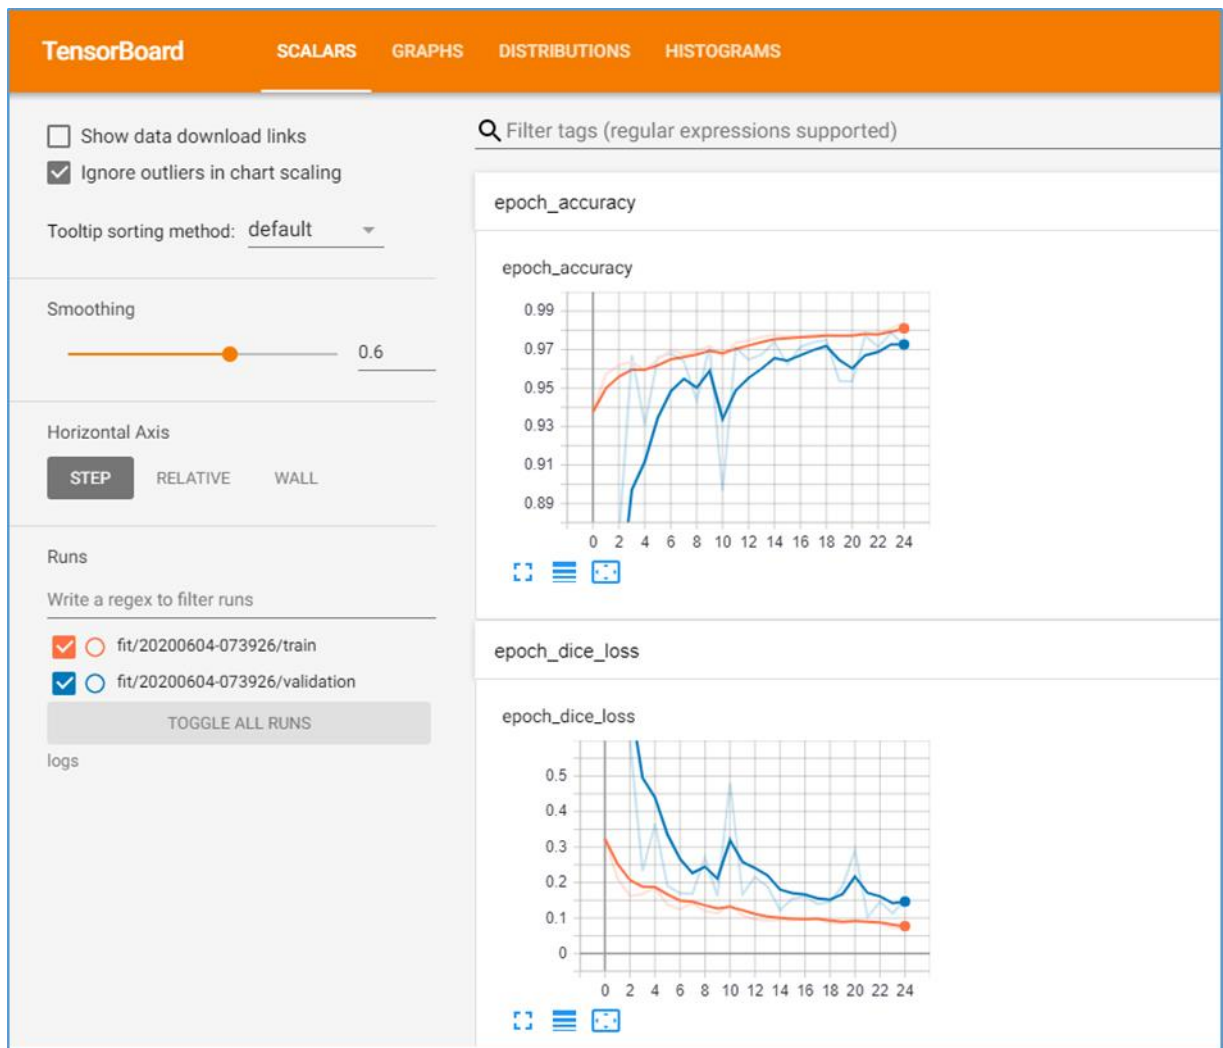 TensorBoard SCALARS GRAPHS DISTRIBUTIONS HISTOGRAMS
Show data download links
Ignore outliers in chart scaling
Tooltip sorting method: default
Smoothing
0.6
Horizontal Axis
STEP RELATIVE WALL
Runs
Write a regex to filter runs
fit/20200604-073926/train
fit/20200604-073926/validation
TOGGLE ALL RUNS
logs
Filter tags (regular expressions supported)
epoch_accuracy
epoch_accuracy
0.99
0.97
0.95
0.93
0.91
0.89
0 2 4 6 8 10 12 14 16 18 20 22 24
epoch_dice_loss
epoch_dice_loss
0.5
0.4
0.3
0.2
0.1
0
0 2 4 6 8 10 12 14 16 18 20 22 24